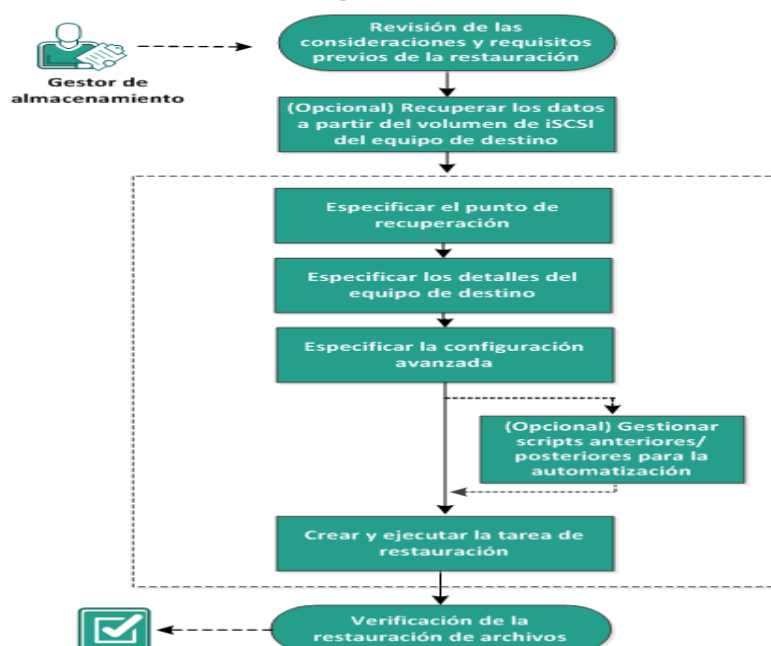 Revisión de las
consideraciones y requisitos
previos de la restauración
Gestor de
almacenamiento
(Opcional) Recuperar los datos
a partir del volumen de iSCSI
del equipo de destino
Especificar el punto de
recuperación
Especificar los detalles del
equipo de destino
Especificar la configuración
avanzada
(Opcional) Gestionar
scripts anteriores/
posteriores para la
automatización
Crear y ejecutar la tarea de
restauración
Verificación de la
restauración de archivos